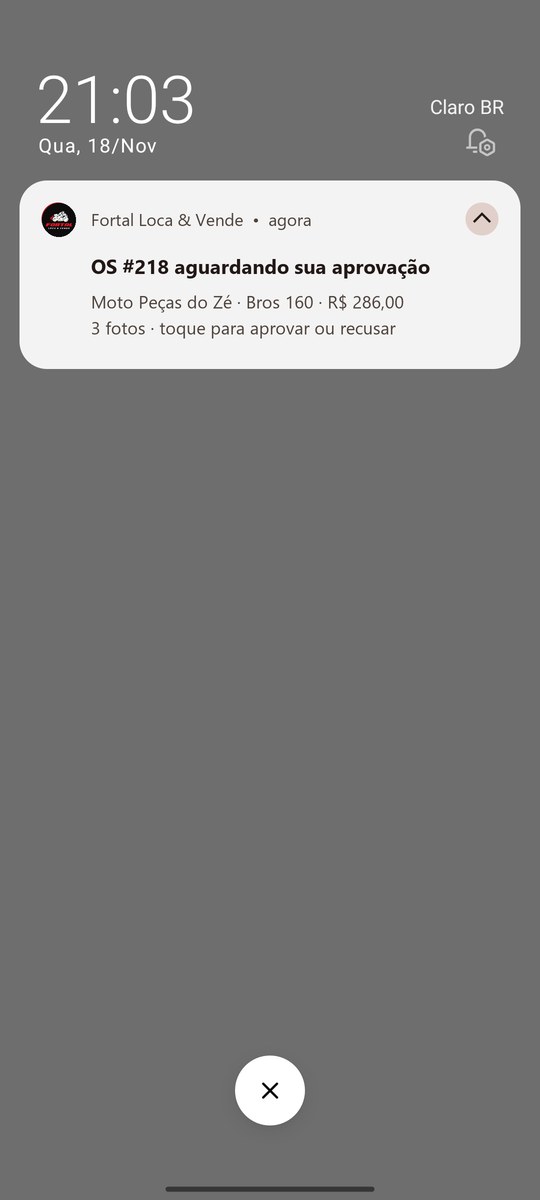 21:03
Claro BR
Qua, 18/Nov
FORTAL
Fortal Loca & Vende • agora
OS #218 aguardando sua aprovação
Moto Peças do Zé · Bros 160 · R$ 286,00
3 fotos · toque para aprovar ou recusar